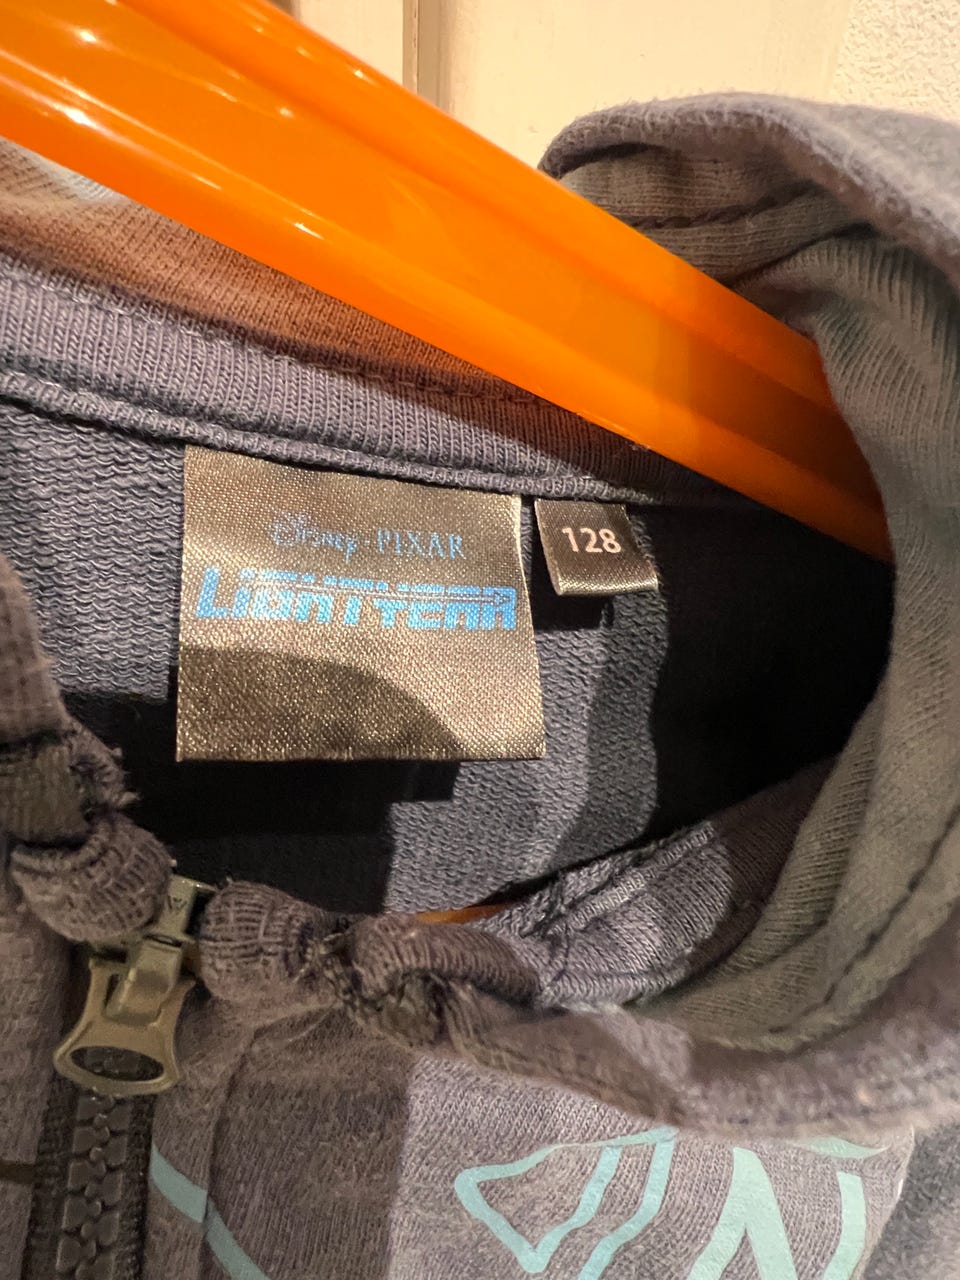 Disney · PIXAR
LIGHTYEAR
128